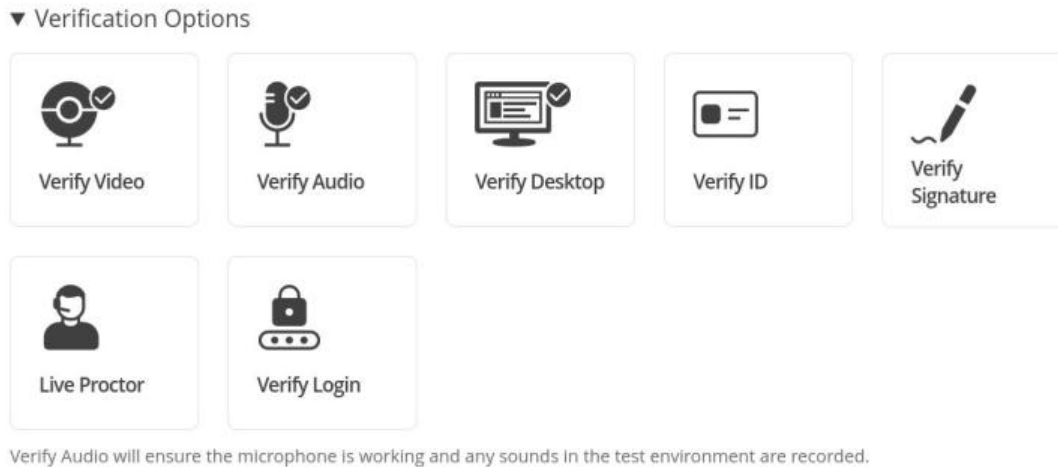 ▼ Verification Options
Verify Video
Verify Audio
Verify Desktop
Verify ID
Verify
Signature
Live Proctor
Verify Login
Verify Audio will ensure the microphone is working and any sounds in the test environment are recorded.